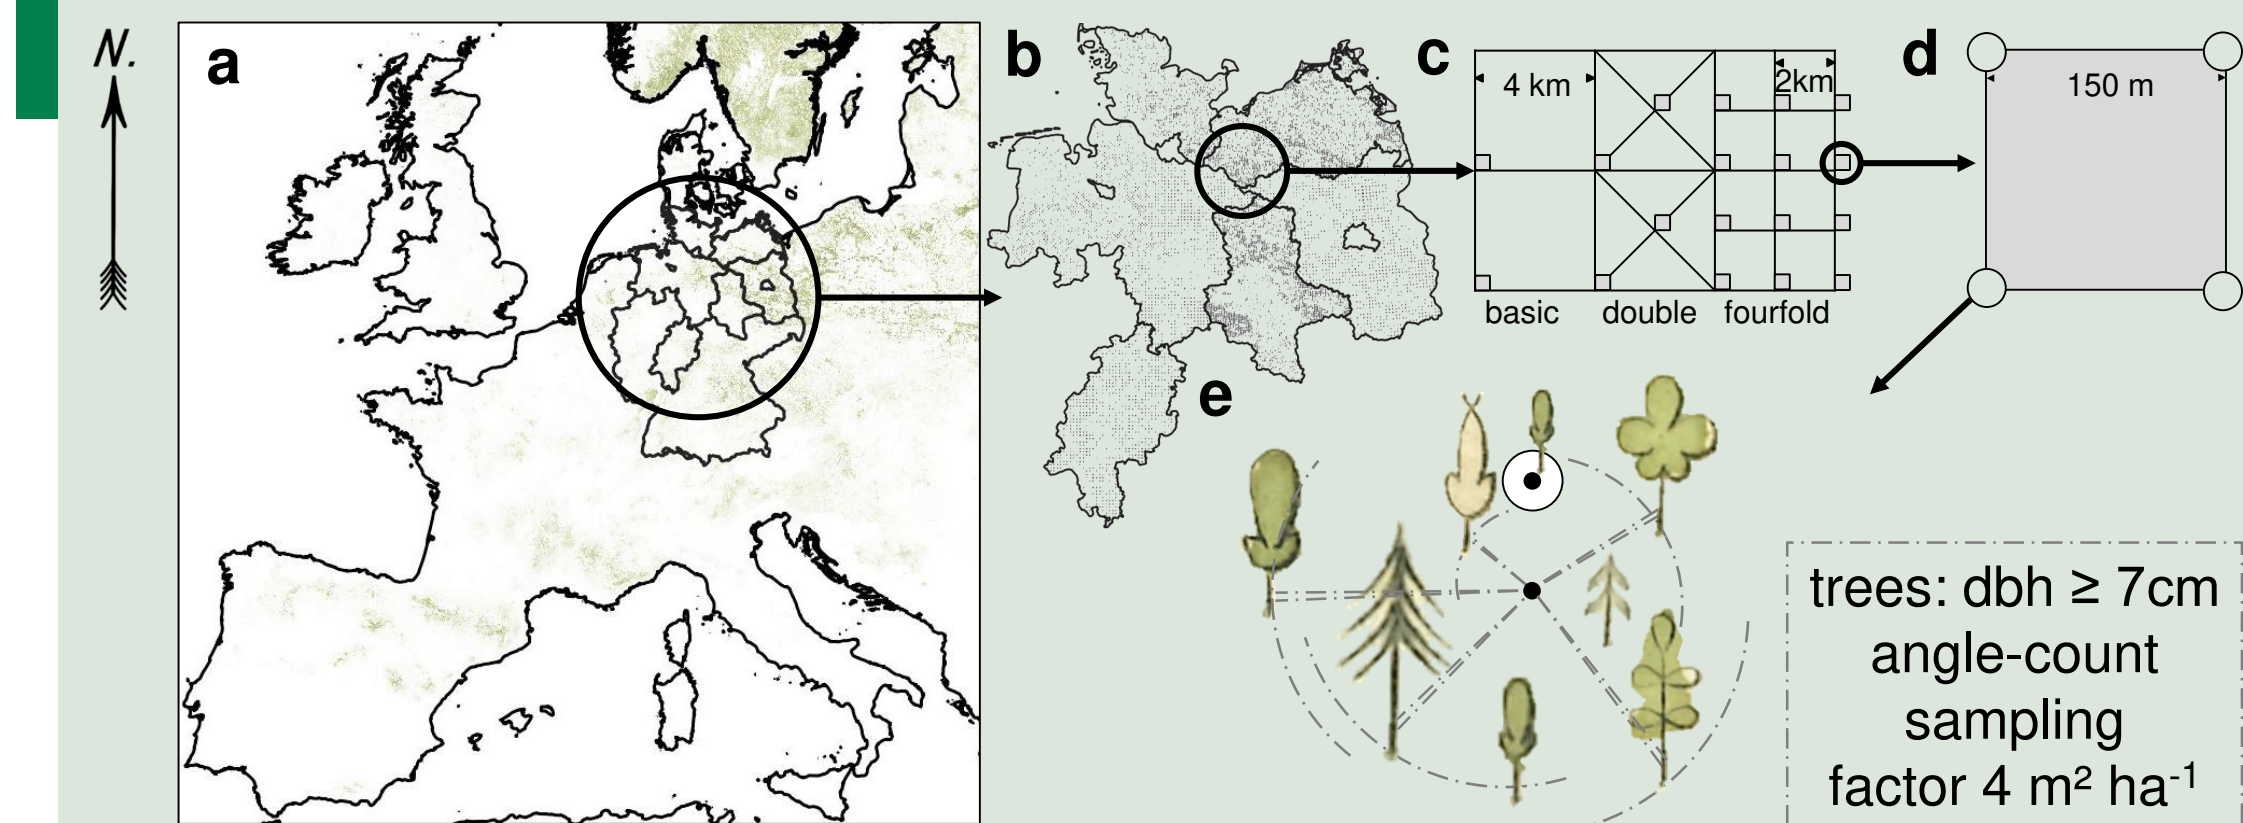 N.
a
b
c
4 km
2km
basic
double
fourfold
d
150 m
e
trees: dbh ≥ 7cm
angle-count
sampling
factor 4 m² ha⁻¹